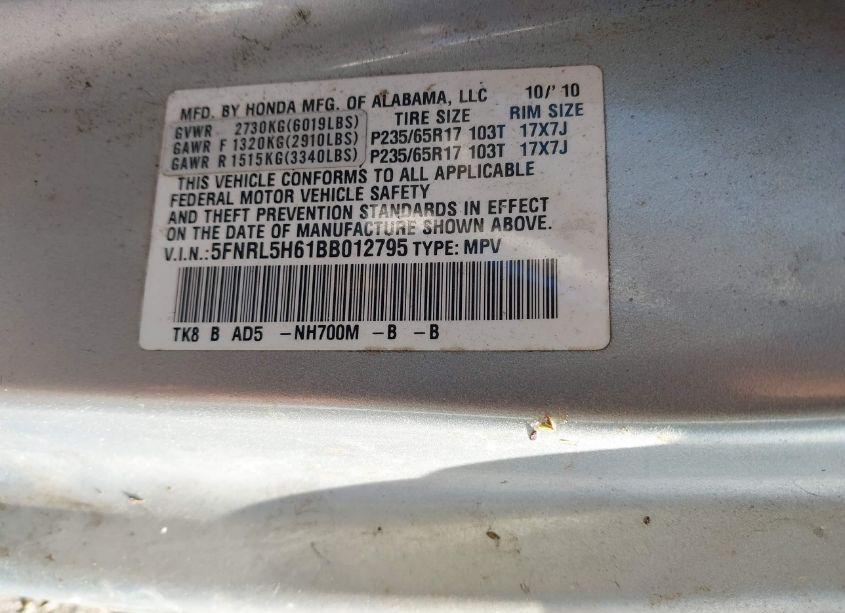 MFD. BY HONDA MFG. OF ALABAMA, LLC 10/'10
GVWR 2730KG(6019LBS) TIRE SIZE RIM SIZE
GAWR F 1320KG(2910LBS) P235/65R17 103T 17X7J
GAWR R 1515KG(3340LBS) P235/65R17 103T 17X7J
THIS VEHICLE CONFORMS TO ALL APPLICABLE
FEDERAL MOTOR VEHICLE SAFETY
AND THEFT PREVENTION STANDARDS IN EFFECT
ON THE DATE OF MANUFACTURE SHOWN ABOVE.
V.I.N.:5FNRL5H61BB012795 TYPE: MPV
TK8 B AD5 -NH700M -B -B